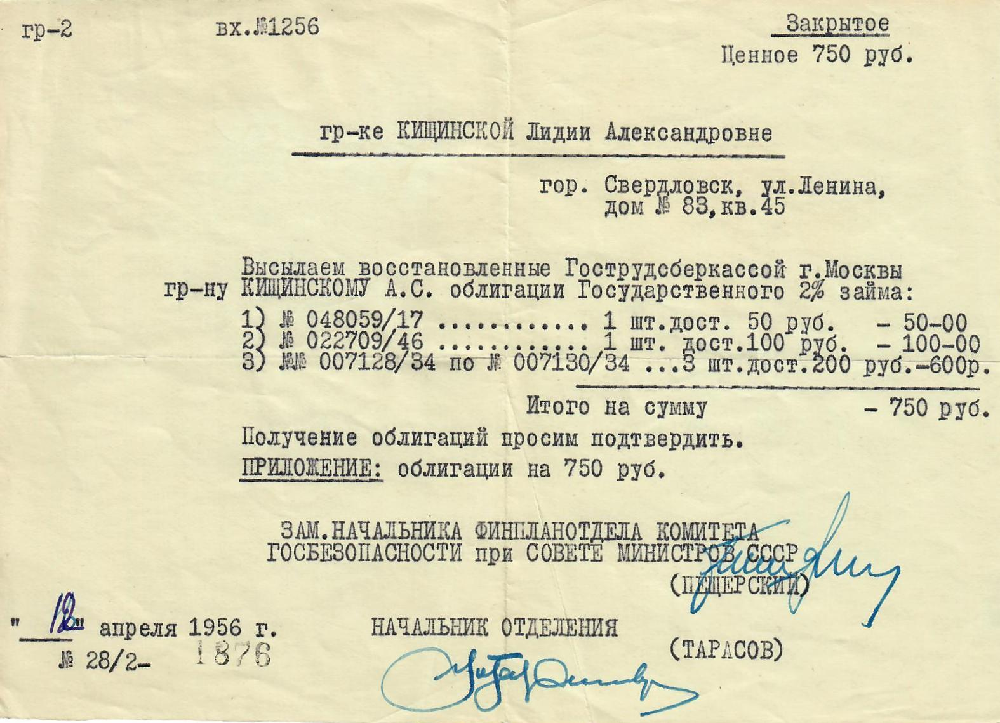 гр-2 вх.№1256 Закрытое
Ценное 750 руб.
гр-ке КИЩИНСКОЙ Лидии Александровне
гор. Свердловск, ул.Ленина,
дом № 83,кв.45
Высылаем восстановленные Гострудсберкассой г.Москвы
гр-ну КИЩИНСКОМУ А.С. облигации Государственного 2% займа:
1) № 048059/17 ............ 1 шт.дост. 50 руб. - 50-00
2) № 022709/46 ............ 1 шт. дост.100 руб. - 100-00
3) №№ 007128/34 по № 007130/34 ...3 шт.дост.200 руб.-600р.
Итого на сумму - 750 руб.
Получение облигаций просим подтвердить.
ПРИЛОЖЕНИЕ: облигации на 750 руб.
ЗАМ.НАЧАЛЬНИКА ФИНПЛАНОТДЕЛА КОМИТЕТА
ГОСБЕЗОПАСНОСТИ при СОВЕТЕ МИНИСТРОВ СССР
(ПЕЩЕРСКИЙ)
" " апреля 1956 г. НАЧАЛЬНИК ОТДЕЛЕНИЯ
(ТАРАСОВ)
№ 28/2- 1876